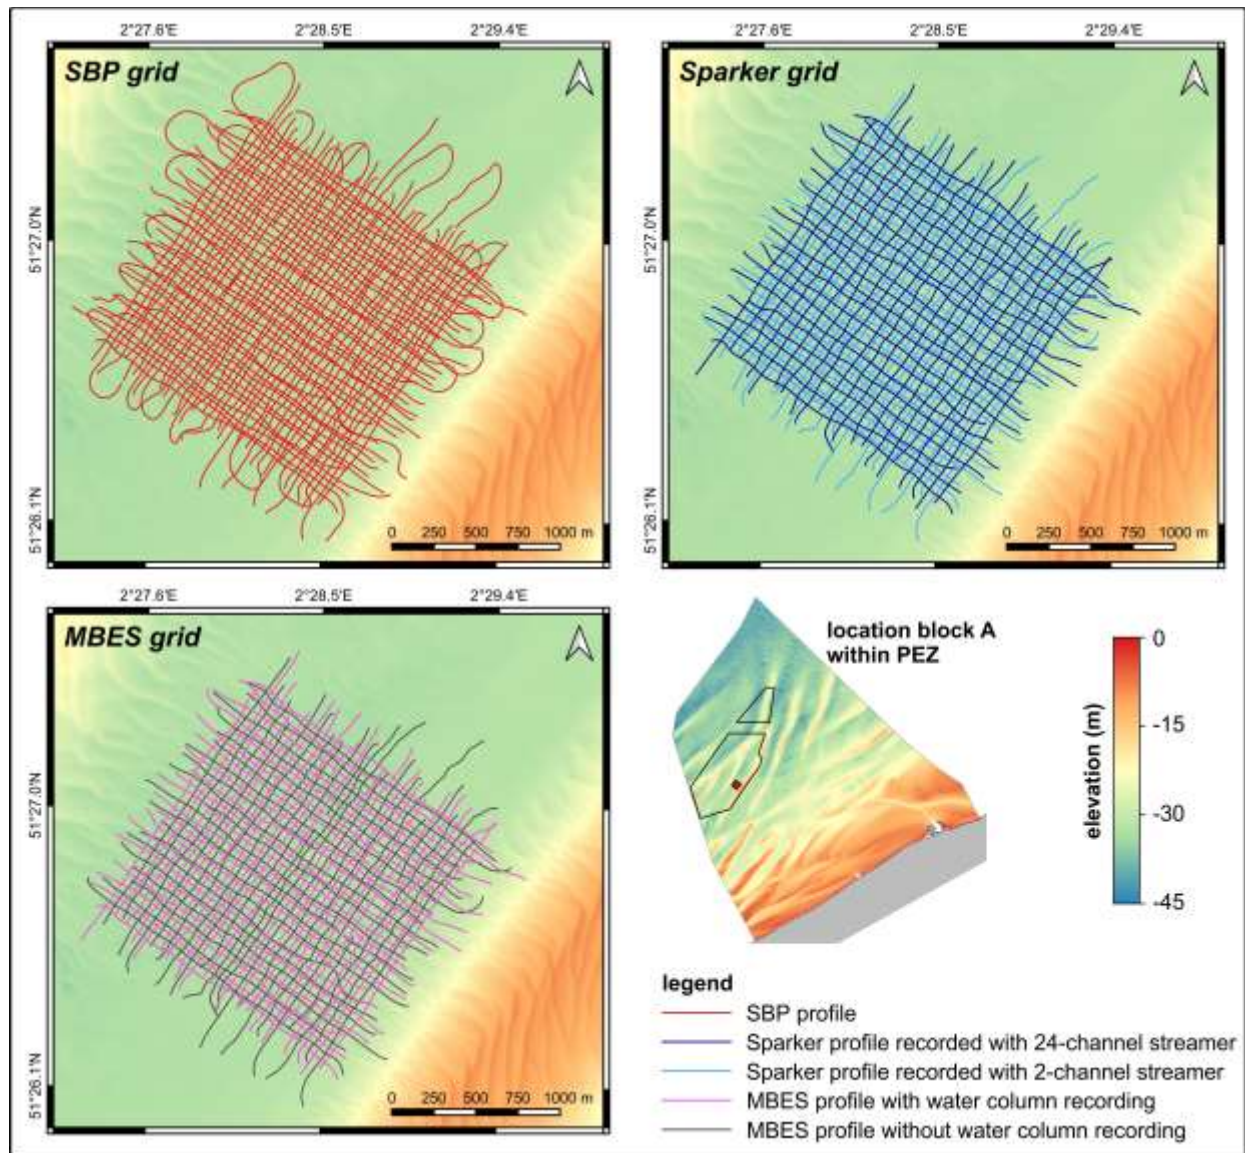 2°27.6'E 2°28.5'E 2°29.4'E
SBP grid
51°27.0'N
51°26.1'N
0 250 500 750 1000 m
2°27.6'E 2°28.5'E 2°29.4'E
Sparker grid
51°27.0'N
51°26.1'N
0 250 500 750 1000 m
2°27.6'E 2°28.5'E 2°29.4'E
MBES grid
51°27.0'N
51°26.1'N
0 250 500 750 1000 m
location block A
within PEZ
elevation (m)
0
-15
-30
-45
legend
SBP profile
Sparker profile recorded with 24-channel streamer
Sparker profile recorded with 2-channel streamer
MBES profile with water column recording
MBES profile without water column recording